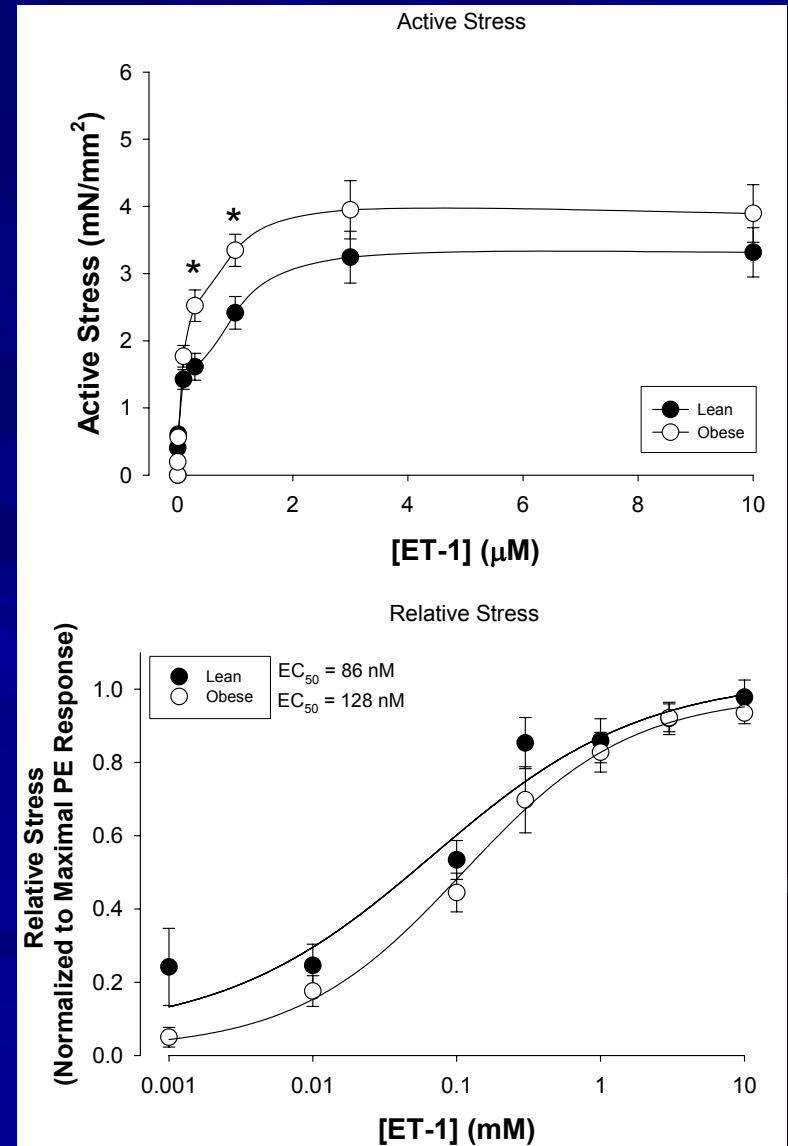 Active Stress
6
5
4
3
2
1
0
Active Stress (mN/mm²)
*
*
Lean
Obese
0 2 4 6 8 10
[ET-1] (μM)
Relative Stress
Lean EC₅₀ = 86 nM
Obese EC₅₀ = 128 nM
1.0
0.8
0.6
0.4
0.2
0.0
Relative Stress
(Normalized to Maximal PE Response)
0.001 0.01 0.1 1 10
[ET-1] (mM)